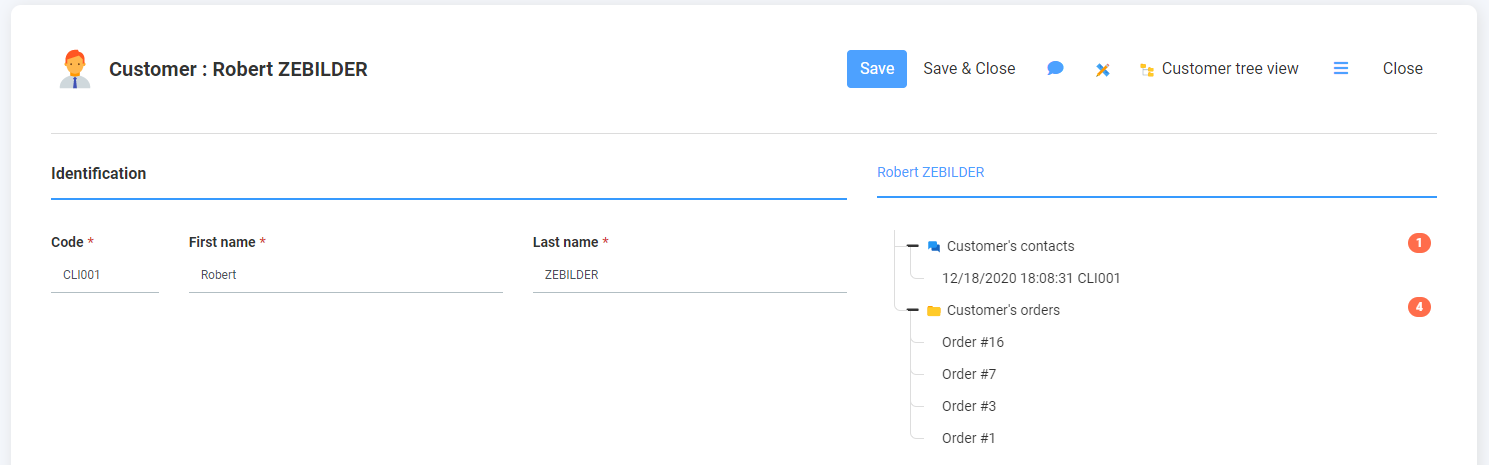 Customer : Robert ZEBILDER
Save
Save & Close
Customer tree view
Close
Identification
Code *
First name *
Last name *
CLI001
Robert
ZEBILDER
Robert ZEBILDER
Customer's contacts
1
12/18/2020 18:08:31 CLI001
Customer's orders
4
Order #16
Order #7
Order #3
Order #1